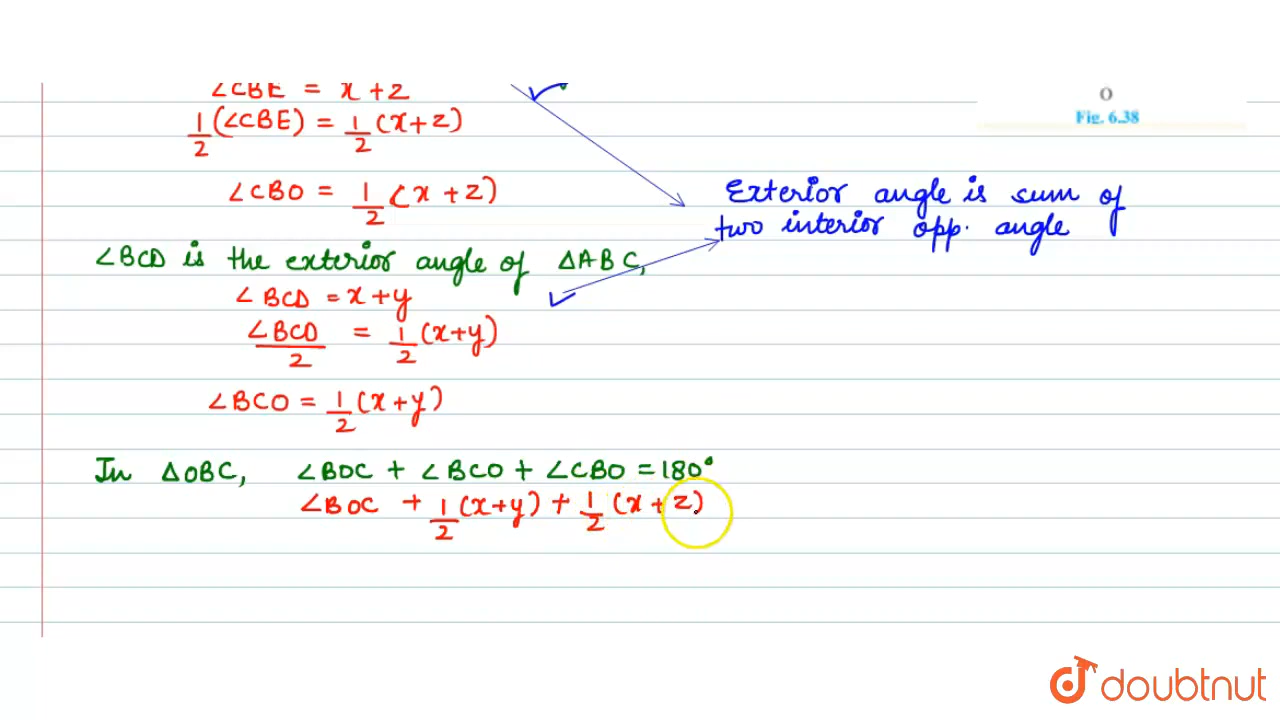 ∠CBE = x + z
1/2 (∠CBE) = 1/2 (x + z)
∠CBO = 1/2 (x + z)
∠BCD is the exterior angle of ΔABC,
∠BCD = x + y
∠BCD/2 = 1/2 (x + y)
∠BCO = 1/2 (x + y)
In ΔOBC, ∠BOC + ∠BCO + ∠CBO = 180°
∠BOC + 1/2 (x + y) + 1/2 (x + z)
O
Fig. 6.38
Exterior angle is sum of
two interior opp. angle
doubtnut